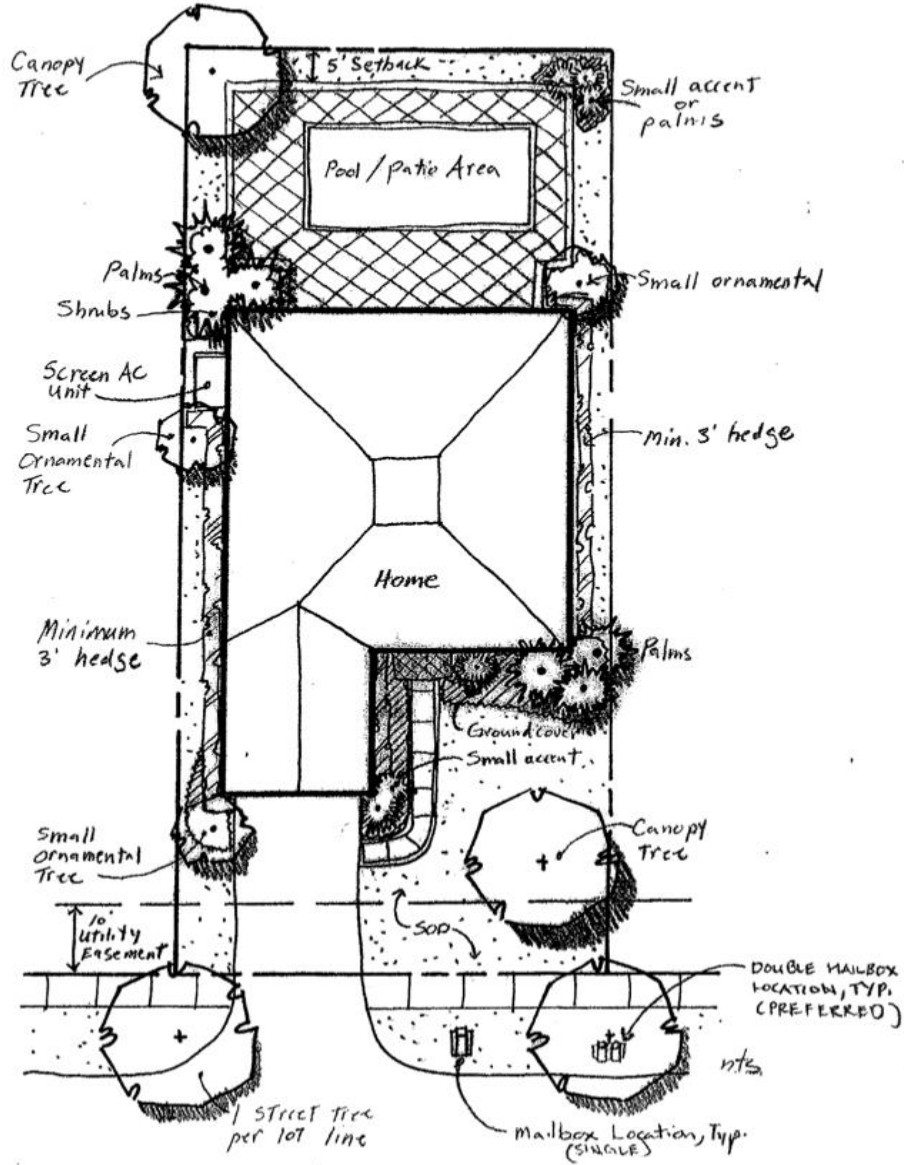 Canopy
Tree
5' Setback
Small accent
or
palms
Pool / Patio Area
Palms
Shrubs
Small ornamental
Screen AC
Unit
Small
Ornamental
Tree
Min. 3' hedge
Home
Minimum
3' hedge
Palms
Groundcover
Small accent
Small
Ornamental
Tree
Canopy
Tree
10'
Utility
Easement
SOD
DOUBLE MAILBOX
LOCATION, TYP.
(PREFERRED)
nts
1 Street Tree
per lot line
Mailbox Location, Typ.
(SINGLE)